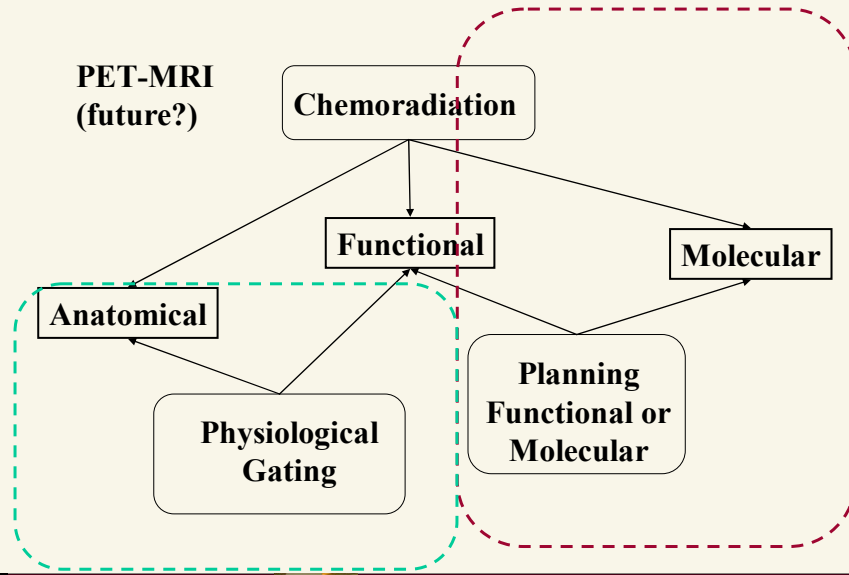 PET-MRI
(future?)
Chemoradiation
Functional
Molecular
Anatomical
Planning
Functional or
Molecular
Physiological
Gating